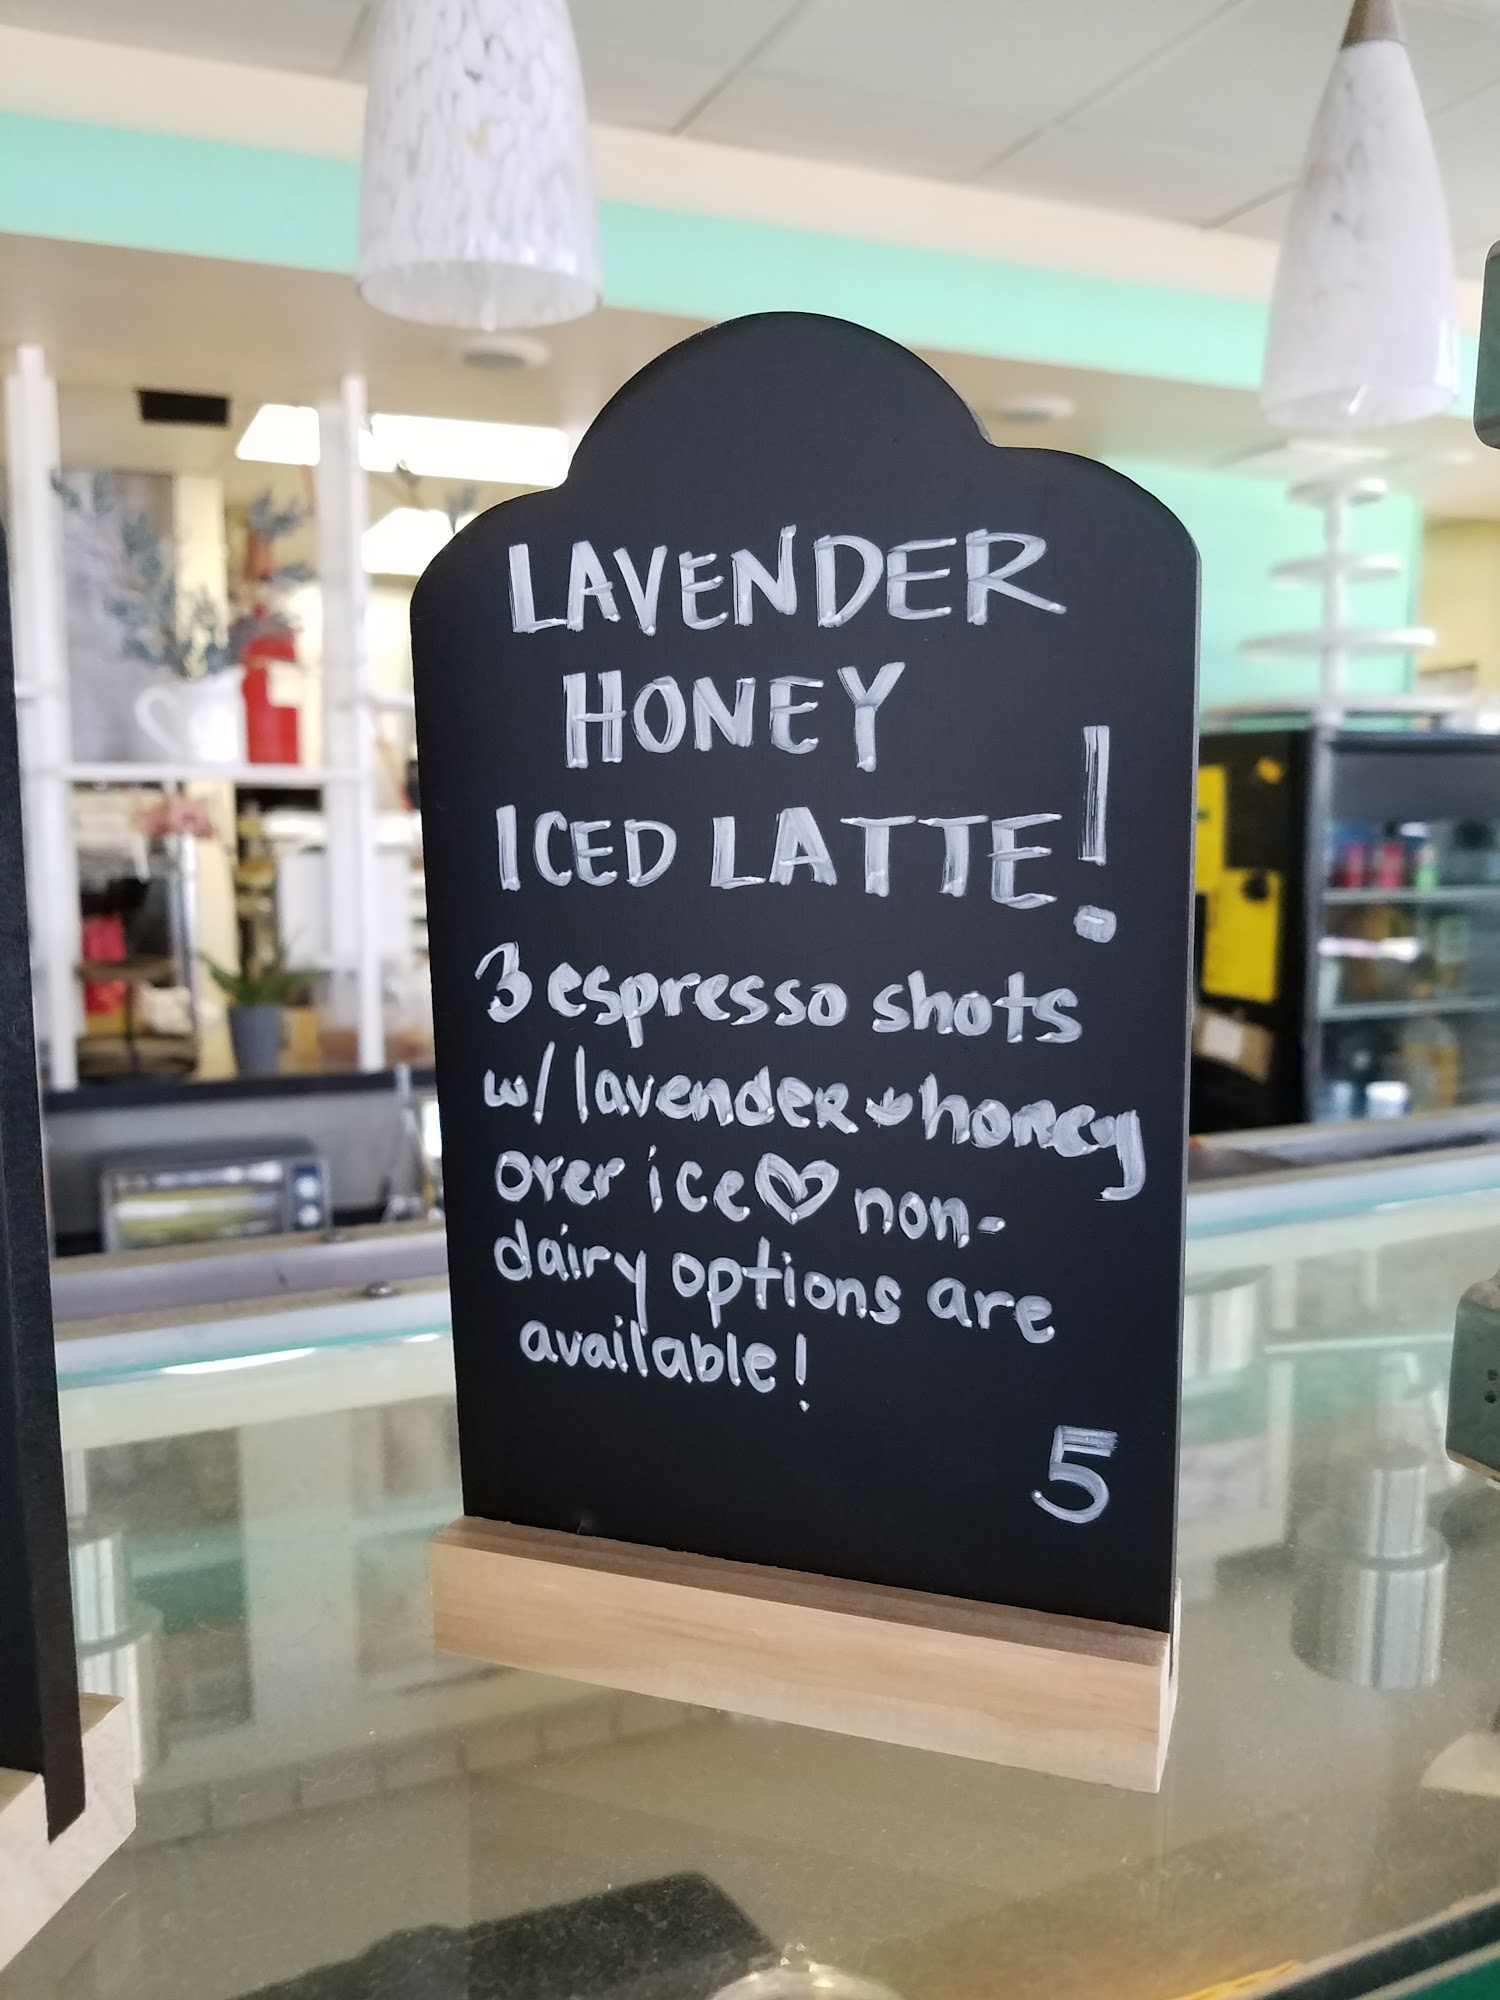 LAVENDER
HONEY
ICED LATTE!
3 espresso shots
w/ lavender + honey
over ice ♡ non-
dairy options are
available!
5